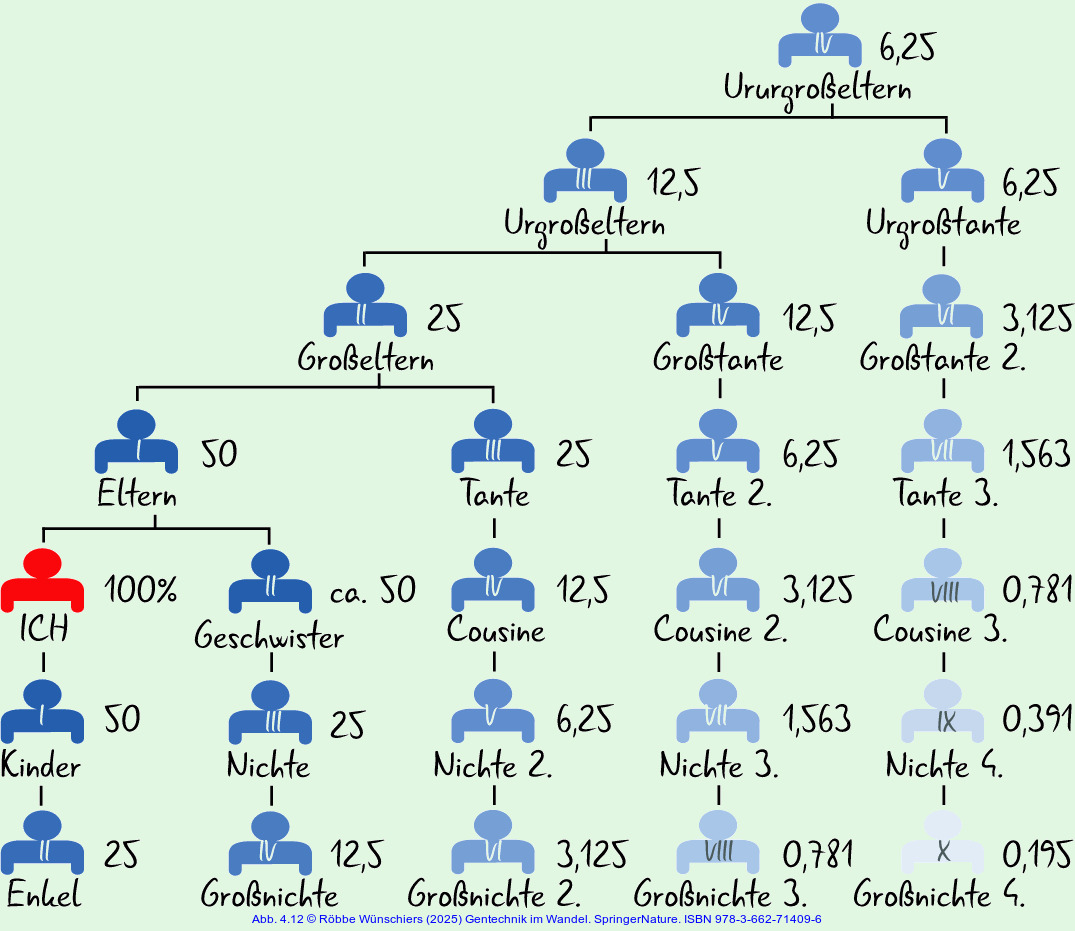 IV 6,25
Ururgroßeltern
III 12,5 V 6,25
Urgroßeltern Urgroßtante
II 25 IV 12,5 VI 3,125
Großeltern Großtante Großtante 2.
I 50 III 25 V 6,25 VII 1,563
Eltern Tante Tante 2. Tante 3.
100% II ca. 50 IV 12,5 VI 3,125 VIII 0,781
ICH Geschwister Cousine Cousine 2. Cousine 3.
I 50 III 25 V 6,25 VII 1,563 IX 0,391
Kinder Nichte Nichte 2. Nichte 3. Nichte 4.
II 25 IV 12,5 VI 3,125 VIII 0,781 X 0,195
Enkel Großnichte Großnichte 2. Großnichte 3. Großnichte 4.
Abb. 4.12 © Röbbe Wünschiers (2025) Gentechnik im Wandel. SpringerNature. ISBN 978-3-662-71409-6